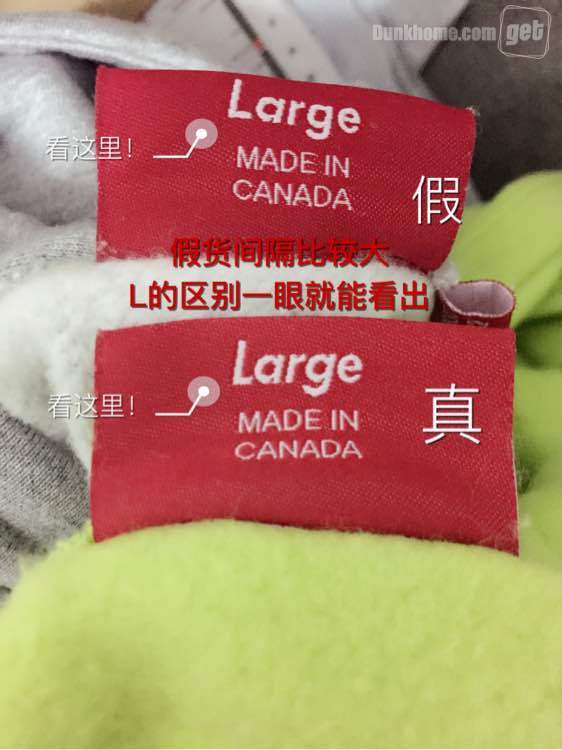 Dunkhome.com get
Large
看这里!
MADE IN
CANADA
假
假货间隔比较大
L的区别一眼就能看出
Large
看这里!
MADE IN
CANADA
真